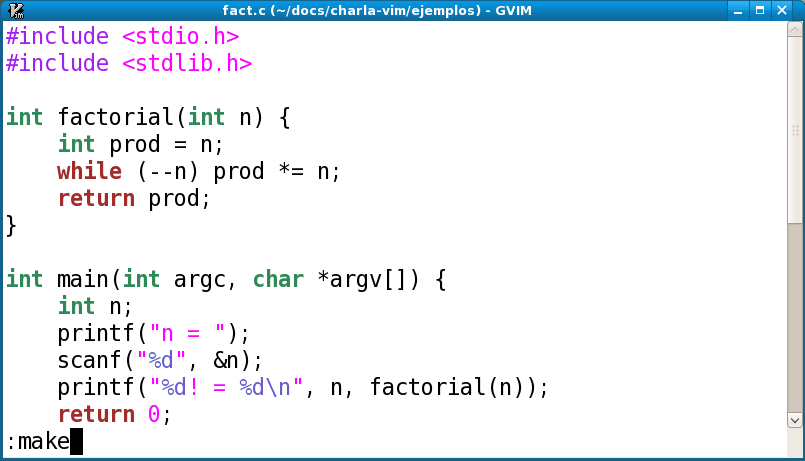 fact.c (~/docs/charla-vim/ejemplos) - GVIM
#include <stdio.h>
#include <stdlib.h>

int factorial(int n) {
    int prod = n;
    while (--n) prod *= n;
    return prod;
}

int main(int argc, char *argv[]) {
    int n;
    printf("n = ");
    scanf("%d", &n);
    printf("%d! = %d\n", n, factorial(n));
    return 0;
:make